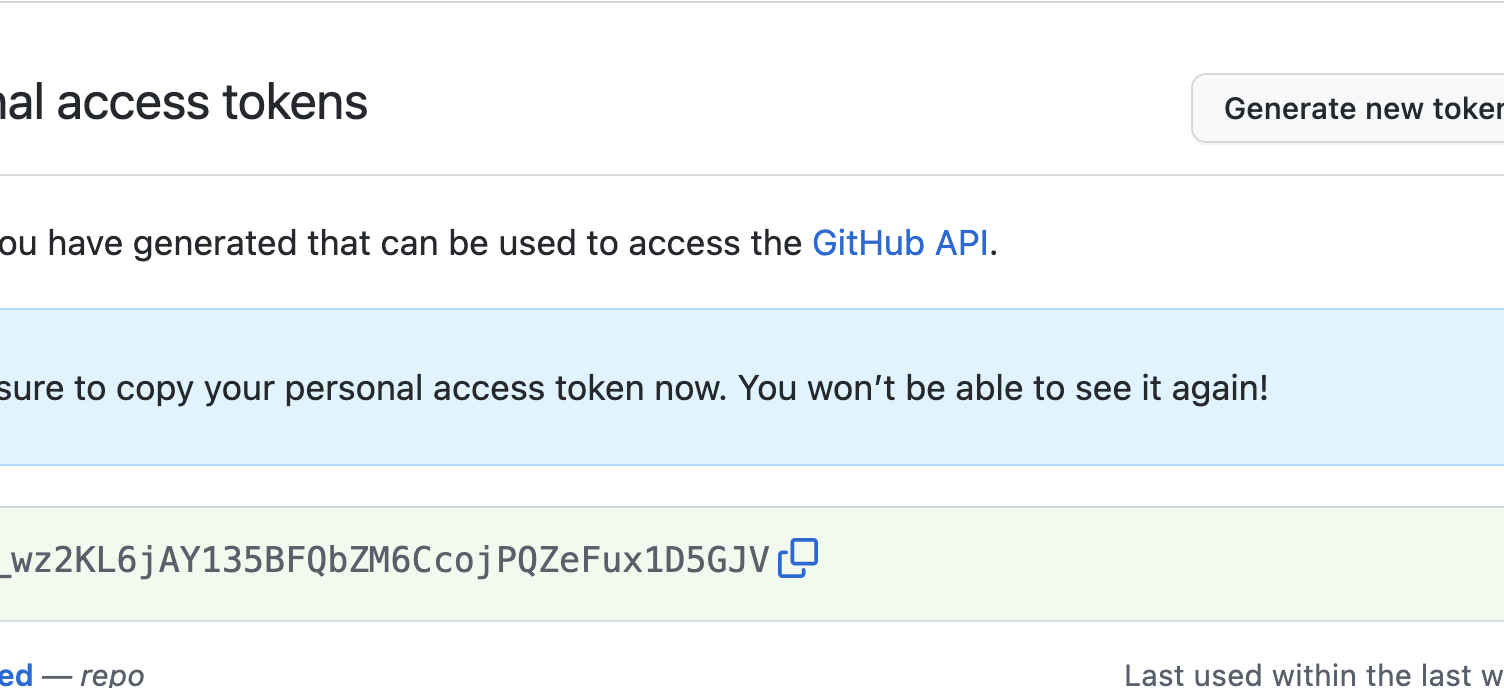 nal access tokens
Generate new token
ou have generated that can be used to access the GitHub API.
sure to copy your personal access token now. You won't be able to see it again!
_wz2KL6jAY135BFQbZM6CcojPQZeFux1D5GJV
ed — repo
Last used within the last w